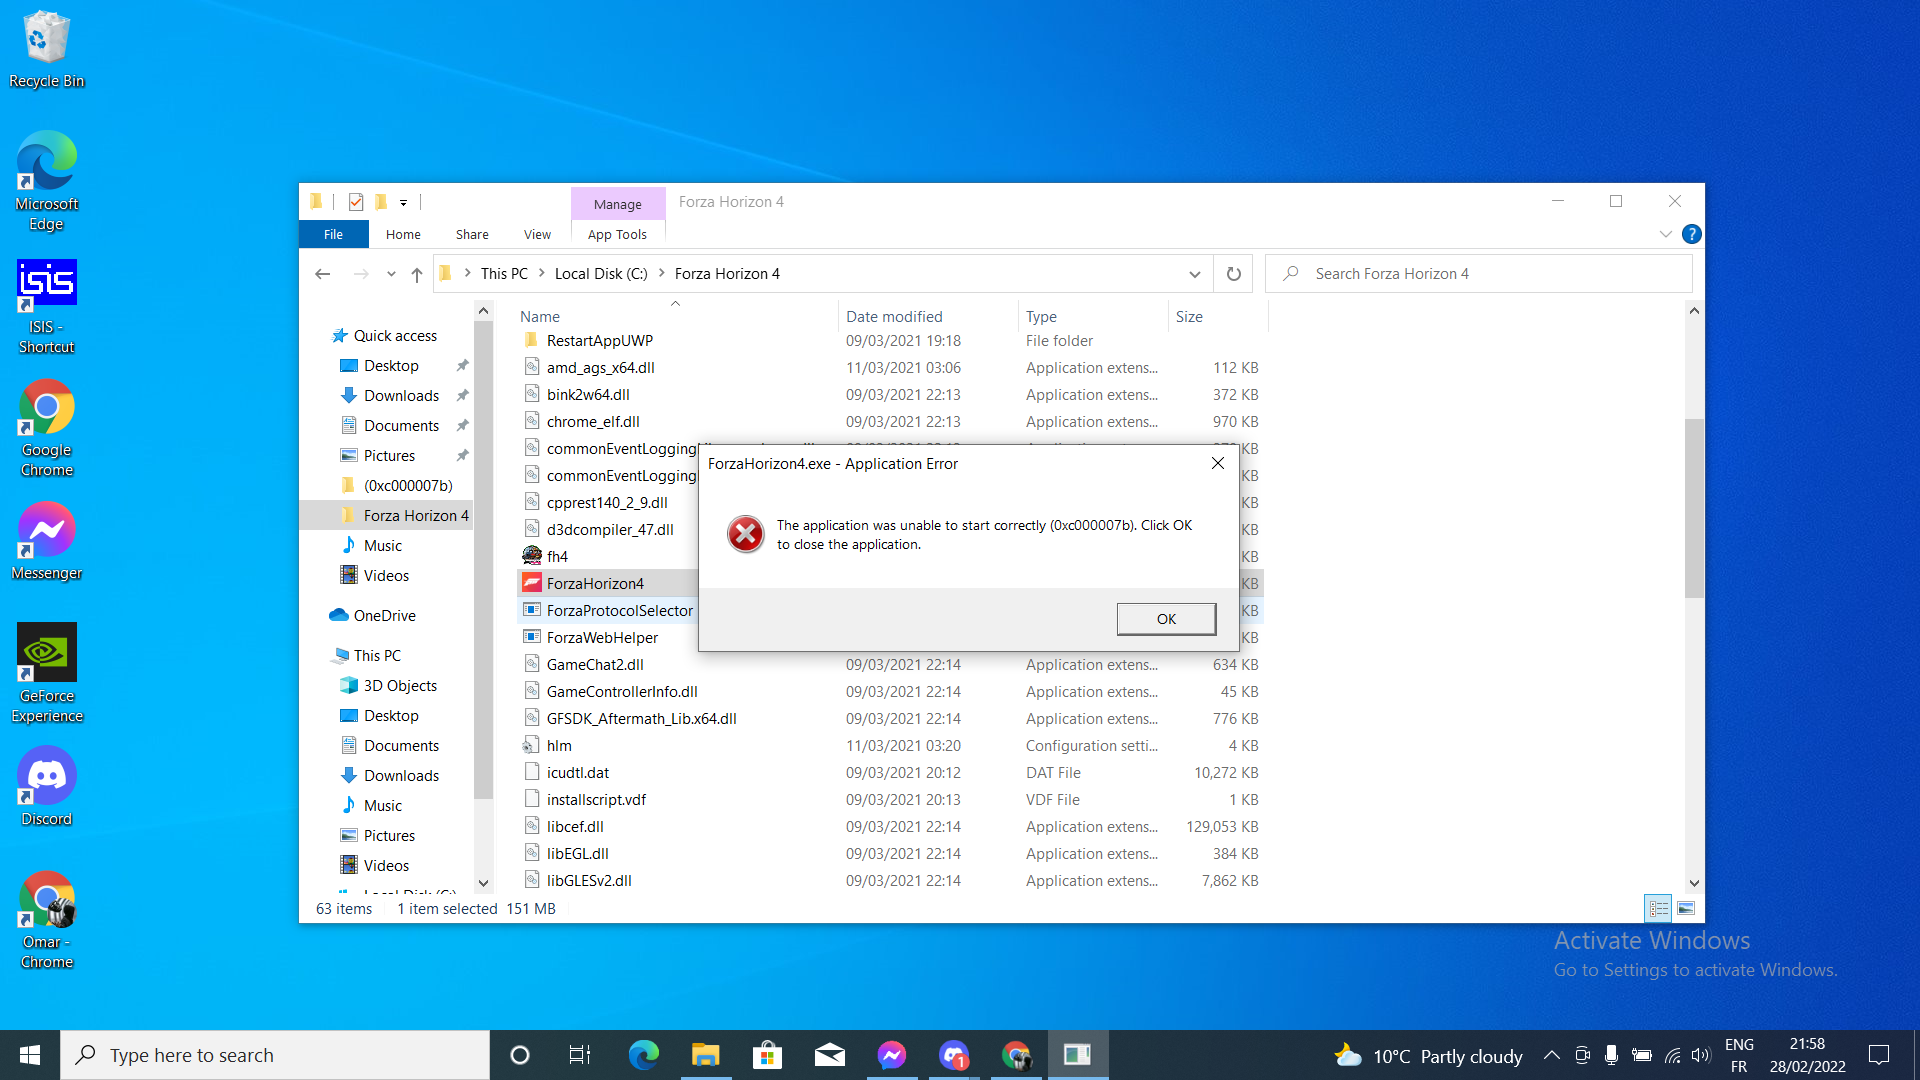 Recycle Bin
Microsoft
Edge
isis
ISIS -
Shortcut
Google
Chrome
Messenger
GeForce
Experience
Discord
Omar -
Chrome
Manage
Forza Horizon 4
File
Home
Share
View
App Tools
?
This PC > Local Disk (C:) > Forza Horizon 4
Search Forza Horizon 4
Quick access
Desktop
Downloads
Documents
Pictures
(0xc000007b)
Forza Horizon 4
Music
Videos
OneDrive
This PC
3D Objects
Desktop
Documents
Downloads
Music
Pictures
Videos
Local Disk (C:)
Name Date modified Type Size
RestartAppUWP 09/03/2021 19:18 File folder
amd_ags_x64.dll 11/03/2021 03:06 Application extens... 112 KB
bink2w64.dll 09/03/2021 22:13 Application extens... 372 KB
chrome_elf.dll 09/03/2021 22:13 Application extens... 970 KB
commonEventLogging KB
commonEventLogging KB
cpprest140_2_9.dll KB
d3dcompiler_47.dll KB
fh4 KB
ForzaHorizon4 KB
ForzaProtocolSelector KB
ForzaWebHelper KB
GameChat2.dll 09/03/2021 22:14 Application extens... 634 KB
GameControllerInfo.dll 09/03/2021 22:14 Application extens... 45 KB
GFSDK_Aftermath_Lib.x64.dll 09/03/2021 22:14 Application extens... 776 KB
hlm 11/03/2021 03:20 Configuration setti... 4 KB
icudtl.dat 09/03/2021 20:12 DAT File 10,272 KB
installscript.vdf 09/03/2021 20:13 VDF File 1 KB
libcef.dll 09/03/2021 22:14 Application extens... 129,053 KB
libEGL.dll 09/03/2021 22:14 Application extens... 384 KB
libGLESv2.dll 09/03/2021 22:14 Application extens... 7,862 KB
63 items 1 item selected 151 MB
ForzaHorizon4.exe - Application Error
The application was unable to start correctly (0xc000007b). Click OK
to close the application.
OK
Activate Windows
Go to Settings to activate Windows.
Type here to search
1
10°C Partly cloudy
ENG
FR
21:58
28/02/2022